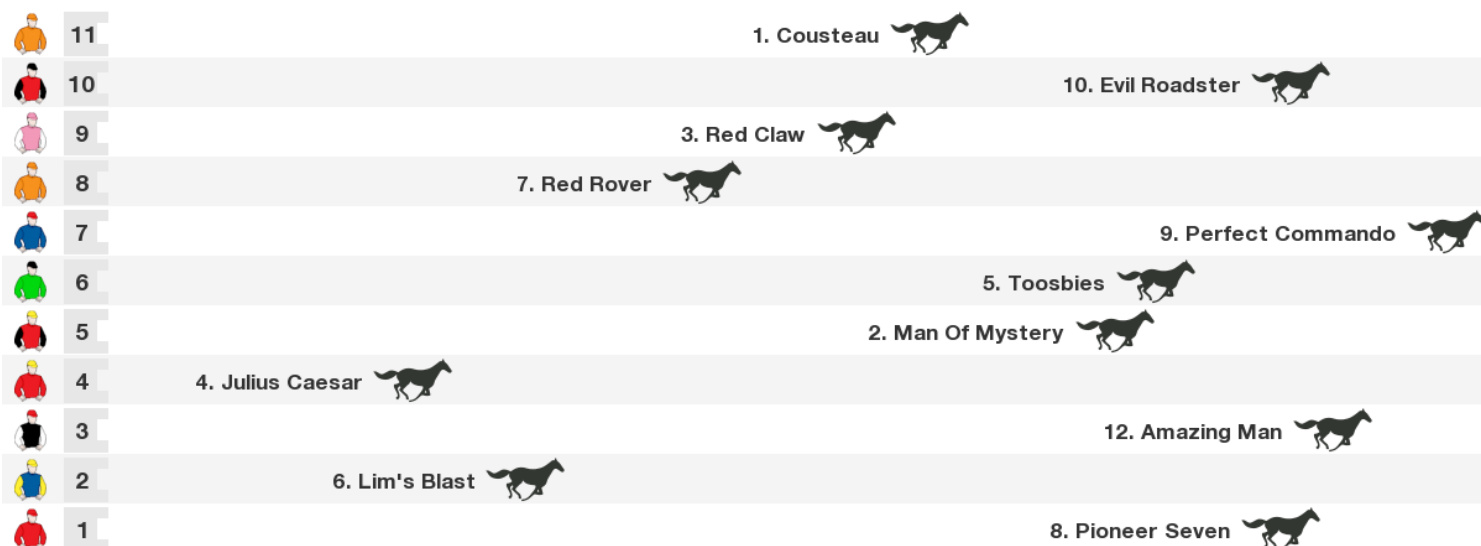 11 1. Cousteau
10 10. Evil Roadster
9 3. Red Claw
8 7. Red Rover
7 9. Perfect Commando
6 5. Toosbies
5 2. Man Of Mystery
4 4. Julius Caesar
3 12. Amazing Man
2 6. Lim's Blast
1 8. Pioneer Seven